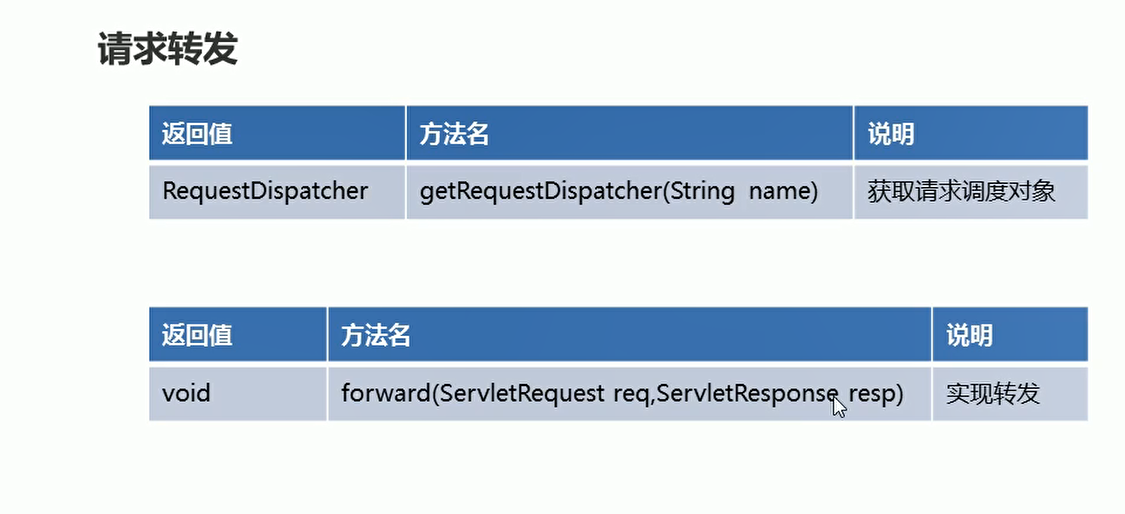 请求转发
返回值 方法名 说明
RequestDispatcher getRequestDispatcher(String name) 获取请求调度对象
返回值 方法名 说明
void forward(ServletRequest req,ServletResponse resp) 实现转发